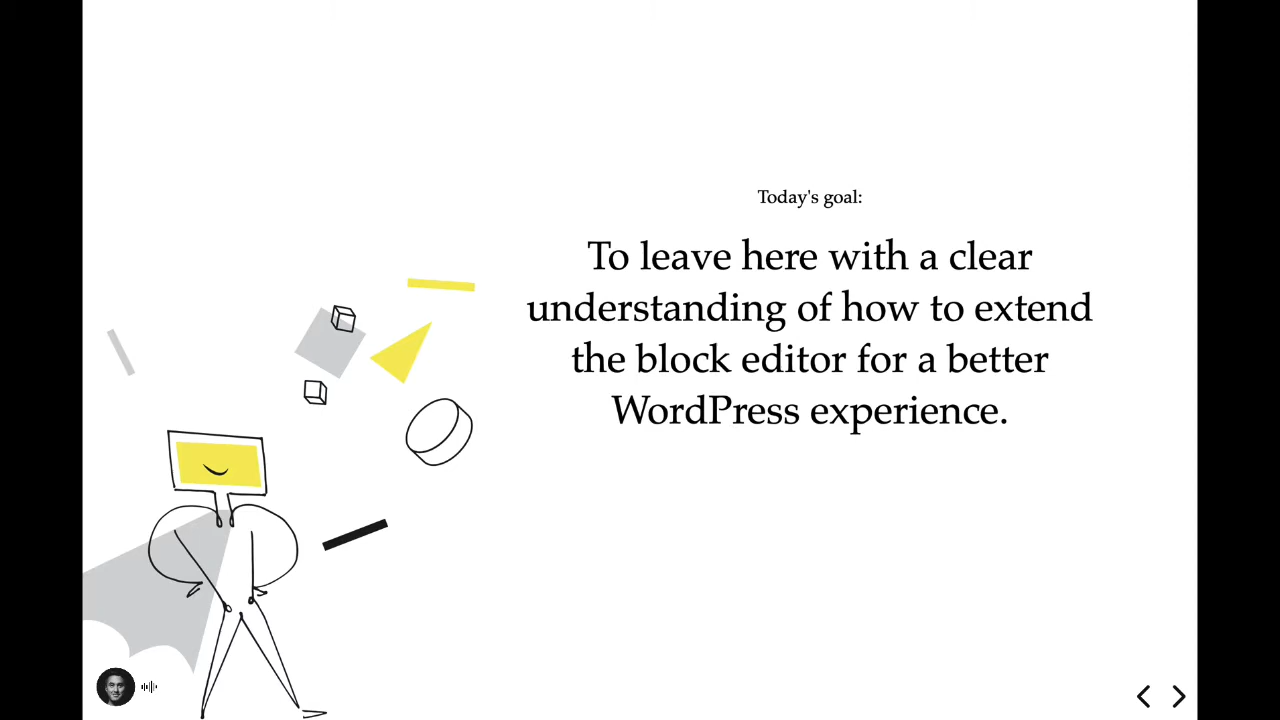 Today's goal:
To leave here with a clear
understanding of how to extend
the block editor for a better
WordPress experience.